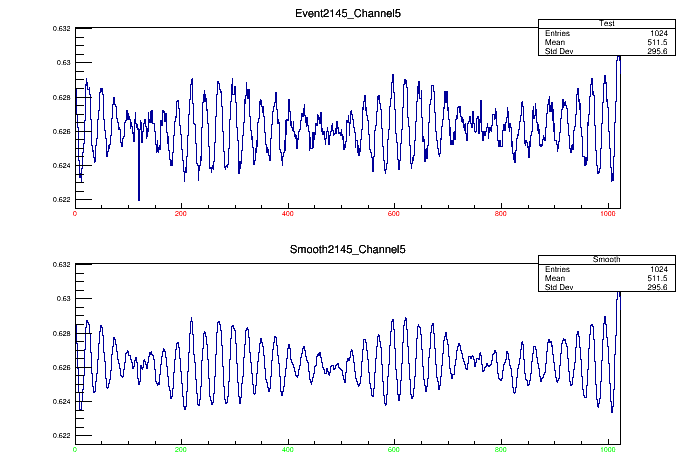 Event2145_Channel5
Test
Entries 1024
Mean 511.5
Std Dev 295.6
0.632
0.63
0.628
0.626
0.624
0.622
0 200 400 600 800 1000
Smooth2145_Channel5
Smooth
Entries 1024
Mean 511.5
Std Dev 295.6
0.632
0.63
0.628
0.626
0.624
0.622
0 200 400 600 800 1000